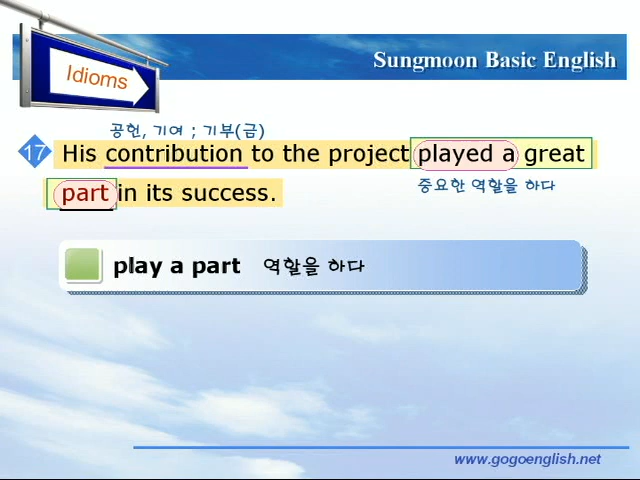 Idioms
Sungmoon Basic English
공헌, 기여 ; 기부(금)
17 His contribution to the project played a great
part in its success.
중요한 역할을 하다
play a part 역할을 하다
www.gogoenglish.net